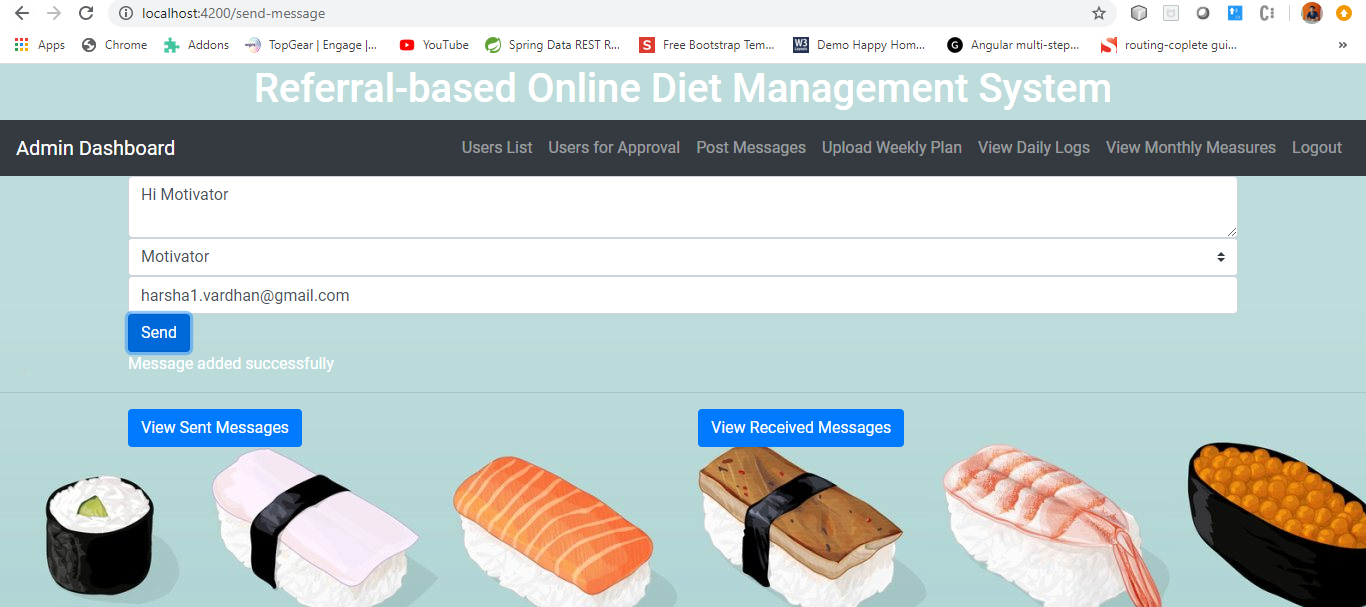 localhost:4200/send-message
Apps Chrome Addons TopGear | Engage |... YouTube Spring Data REST R... S Free Bootstrap Tem... W3 Demo Happy Hom... G Angular multi-step... S routing-coplete gui... »
Referral-based Online Diet Management System
Admin Dashboard Users List Users for Approval Post Messages Upload Weekly Plan View Daily Logs View Monthly Measures Logout
Hi Motivator
Motivator
harsha1.vardhan@gmail.com
Send
Message added successfully
View Sent Messages View Received Messages